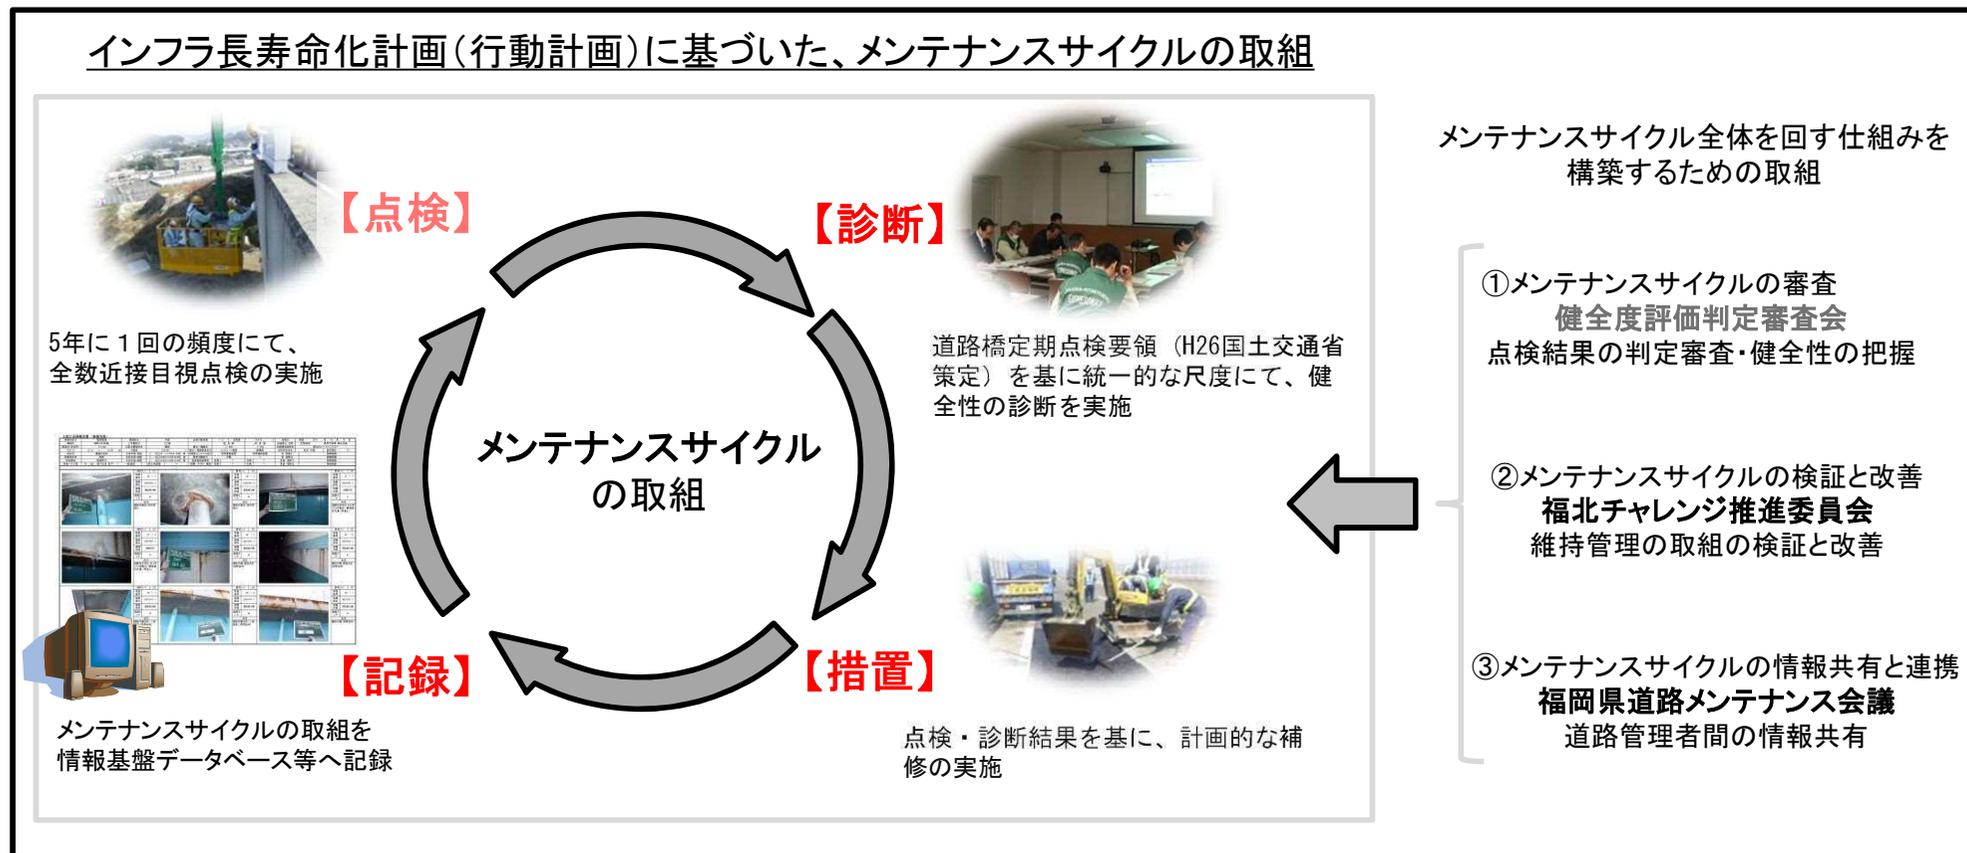 インフラ長寿命化計画（行動計画）に基づいた、メンテナンスサイクルの取組
【点検】
5年に１回の頻度にて、
全数近接目視点検の実施
【診断】
道路橋定期点検要領（H26国土交通省
策定）を基に統一的な尺度にて、健
全性の診断を実施
メンテナンスサイクル
の取組
【措置】
点検・診断結果を基に、計画的な補
修の実施
【記録】
メンテナンスサイクルの取組を
情報基盤データベース等へ記録
メンテナンスサイクル全体を回す仕組みを
構築するための取組
①メンテナンスサイクルの審査
健全度評価判定審査会
点検結果の判定審査・健全性の把握
②メンテナンスサイクルの検証と改善
福北チャレンジ推進委員会
維持管理の取組の検証と改善
③メンテナンスサイクルの情報共有と連携
福岡県道路メンテナンス会議
道路管理者間の情報共有